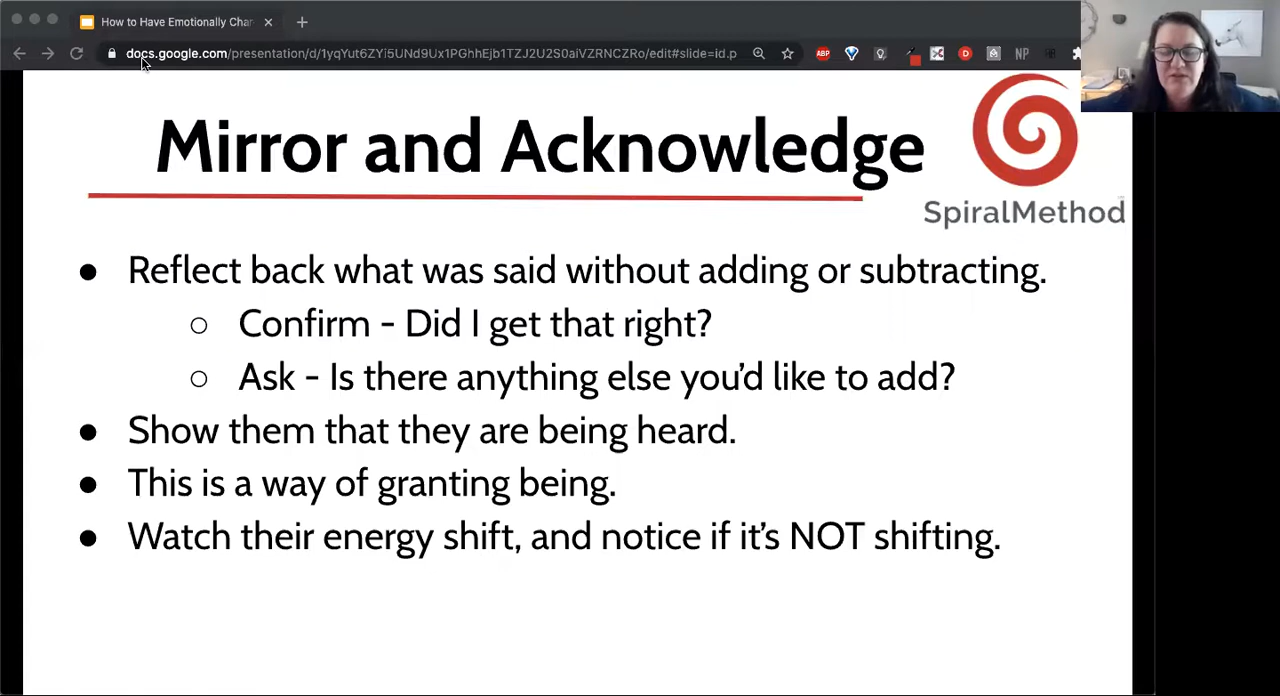 How to Have Emotionally Char
docs.google.com/presentation/d/1yqYut6ZYi5UNd9Ux1PGhhEjb1TZJ2U2S0aiVZRNCZRo/edit#slide=id.p
ABP
D
NP
Mirror and Acknowledge
SpiralMethod
● Reflect back what was said without adding or subtracting.
○ Confirm - Did I get that right?
○ Ask - Is there anything else you’d like to add?
● Show them that they are being heard.
● This is a way of granting being.
● Watch their energy shift, and notice if it’s NOT shifting.